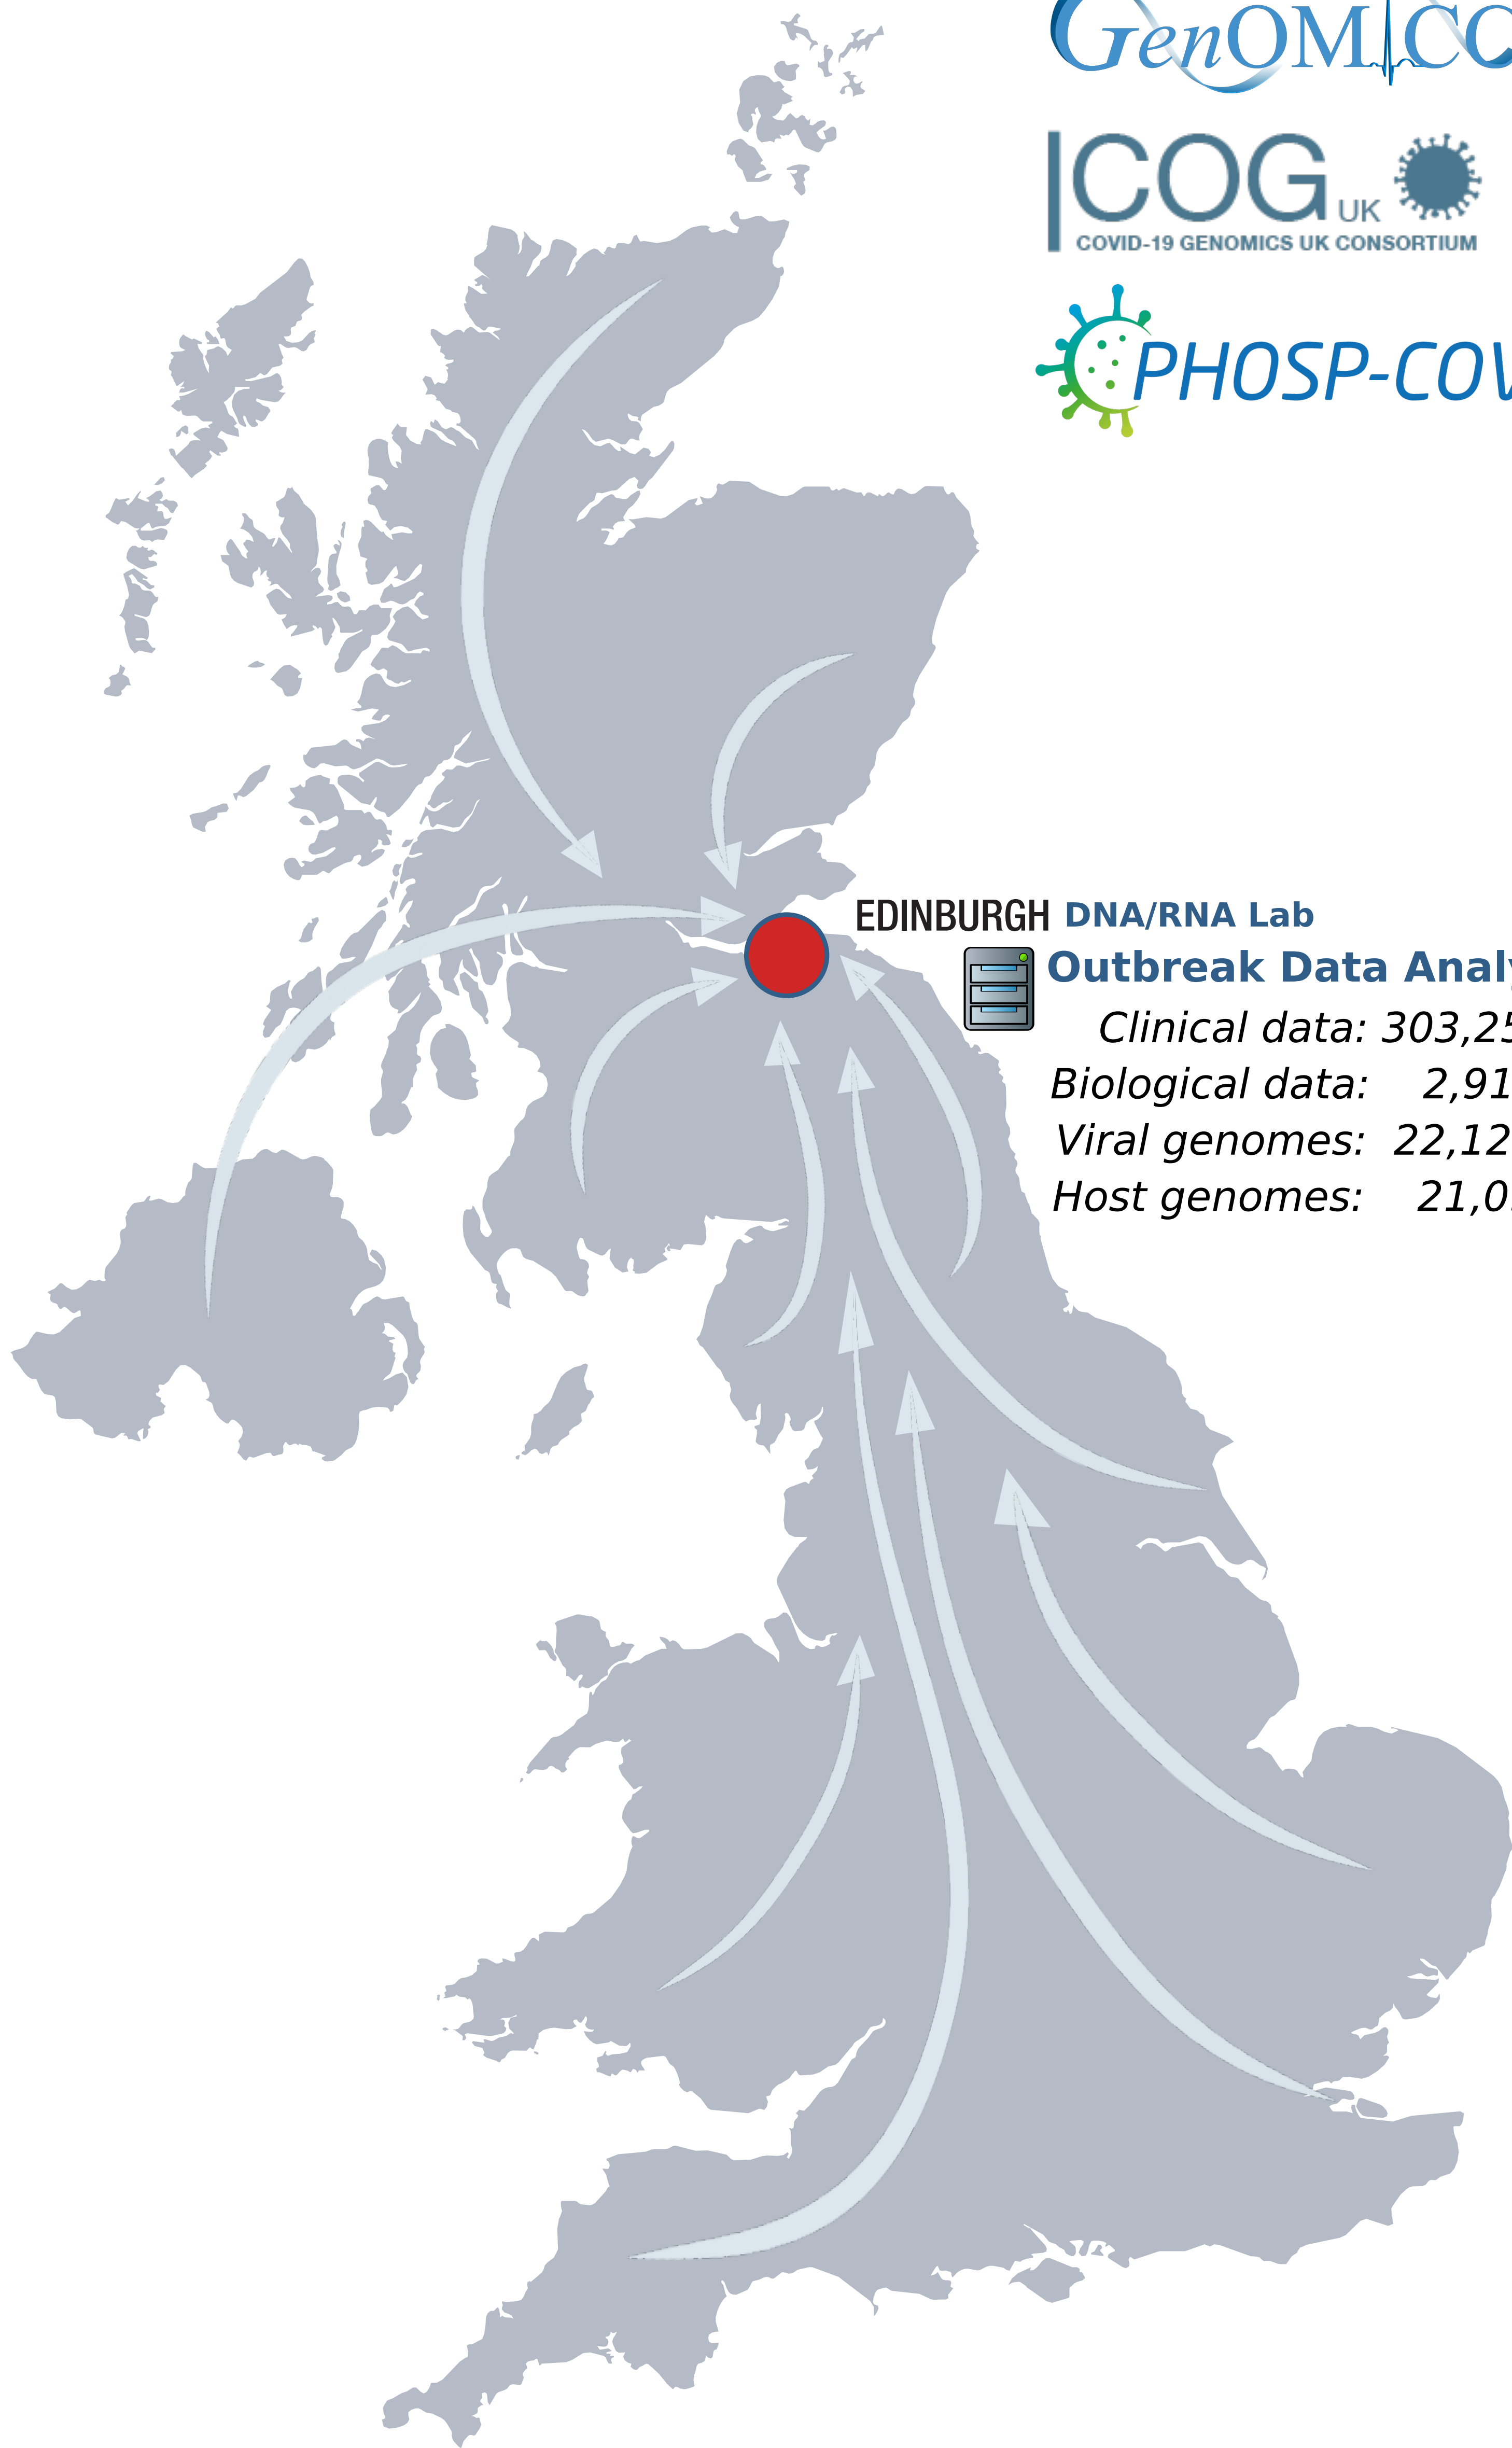 GenOMICC
COG UK
COVID-19 GENOMICS UK CONSORTIUM
PHOSP-COV
EDINBURGH DNA/RNA Lab
Outbreak Data Analy
Clinical data: 303,25
Biological data: 2,91
Viral genomes: 22,12
Host genomes: 21,0